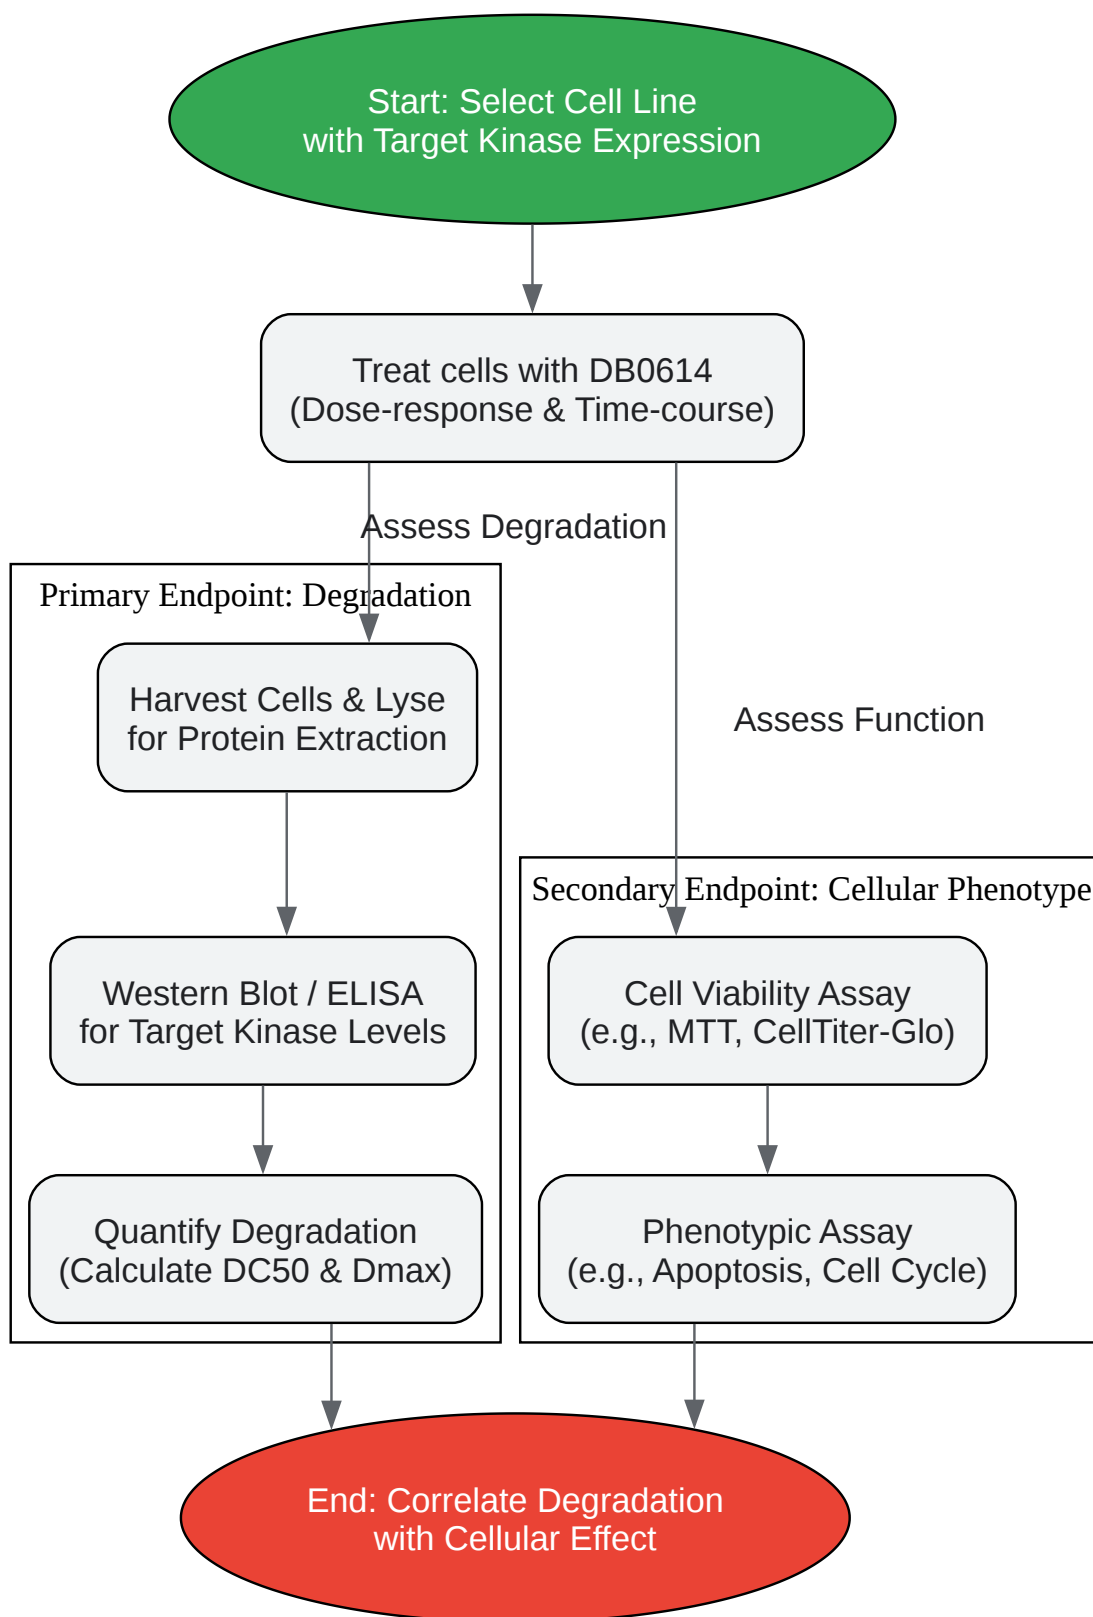 Start: Select Cell Line
with Target Kinase Expression
Treat cells with DB0614
(Dose-response & Time-course)
Assess Degradation
Primary Endpoint: Degradation
Harvest Cells & Lyse
for Protein Extraction
Assess Function
Western Blot / ELISA
for Target Kinase Levels
Quantify Degradation
(Calculate DC50 & Dmax)
Secondary Endpoint: Cellular Phenotype
Cell Viability Assay
(e.g., MTT, CellTiter-Glo)
Phenotypic Assay
(e.g., Apoptosis, Cell Cycle)
End: Correlate Degradation
with Cellular Effect